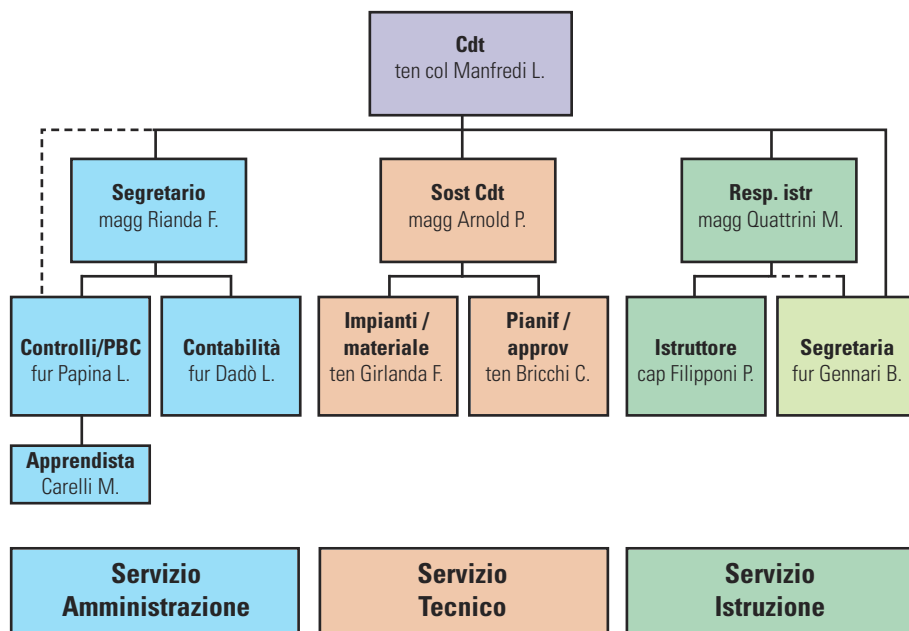 Cdt
ten col Manfredi L.
Segretario
magg Rianda F.
Sost Cdt
magg Arnold P.
Resp. istr
magg Quattrini M.
Controlli/PBC
fur Papina L.
Contabilità
fur Dadò L.
Impianti /
materiale
ten Girlanda F.
Pianif /
approv
ten Bricchi C.
Istruttore
cap Filipponi P.
Segretaria
fur Gennari B.
Apprendista
Carelli M.
Servizio
Amministrazione
Servizio
Tecnico
Servizio
Istruzione